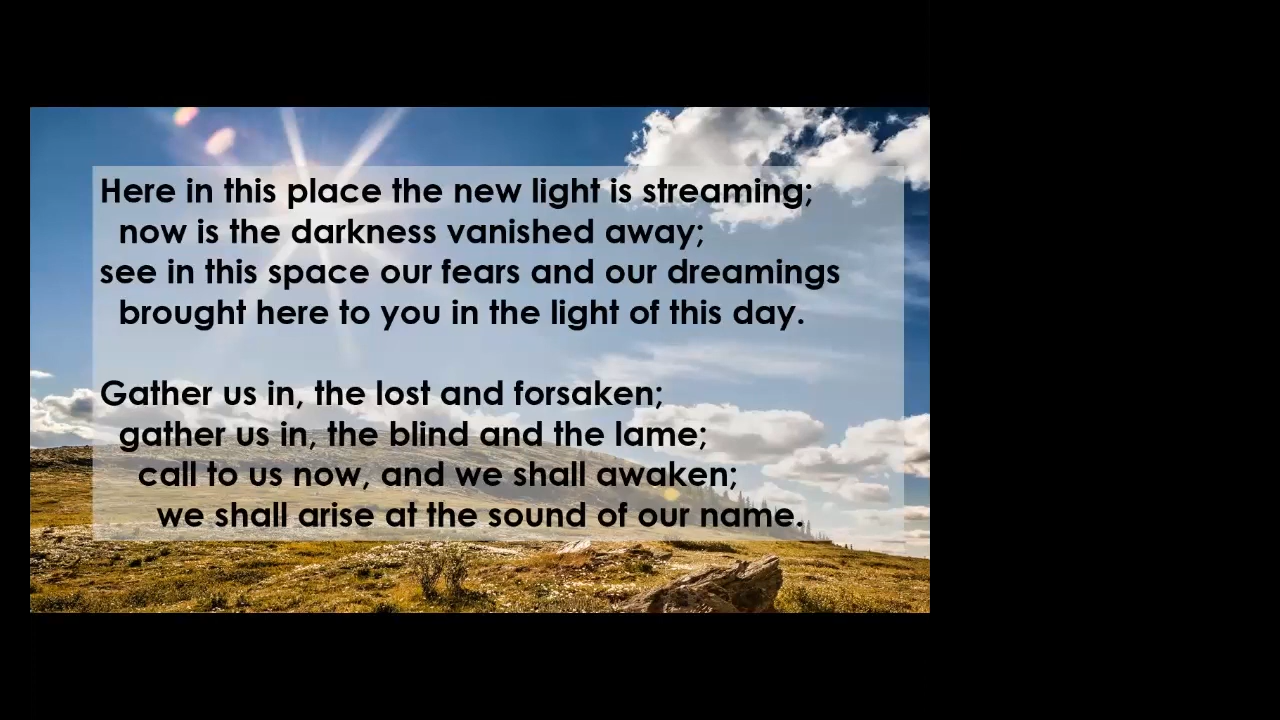 Here in this place the new light is streaming;
now is the darkness vanished away;
see in this space our fears and our dreamings
brought here to you in the light of this day.

Gather us in, the lost and forsaken;
gather us in, the blind and the lame;
call to us now, and we shall awaken;
we shall arise at the sound of our name.